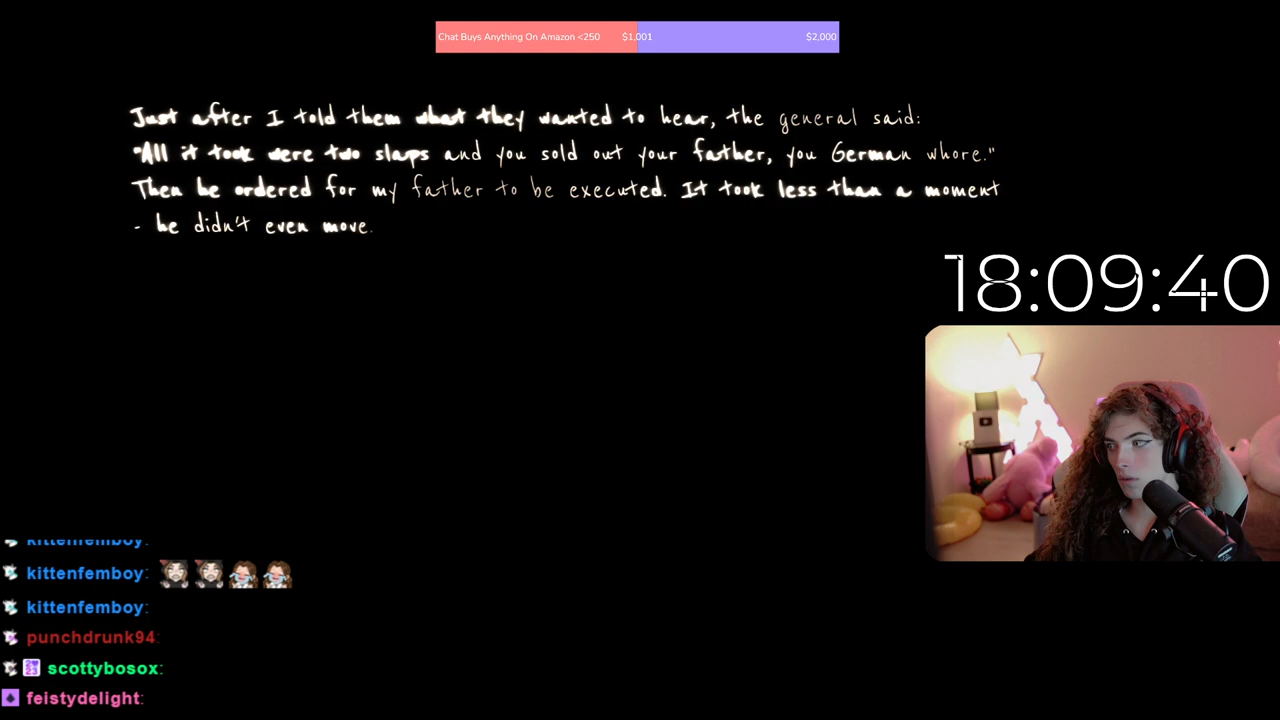 Chat Buys Anything On Amazon <250 $1,001 $2,000
Just after I told them what they wanted to hear, the general said:
"All it took were two slaps and you sold out your father, you German whore."
Then he ordered for my father to be executed. It took less than a moment
- he didn't even move.
18:09:40
kittenfemboy:
kittenfemboy:
kittenfemboy:
punchdrunk94:
scottybosox:
feistydelight: